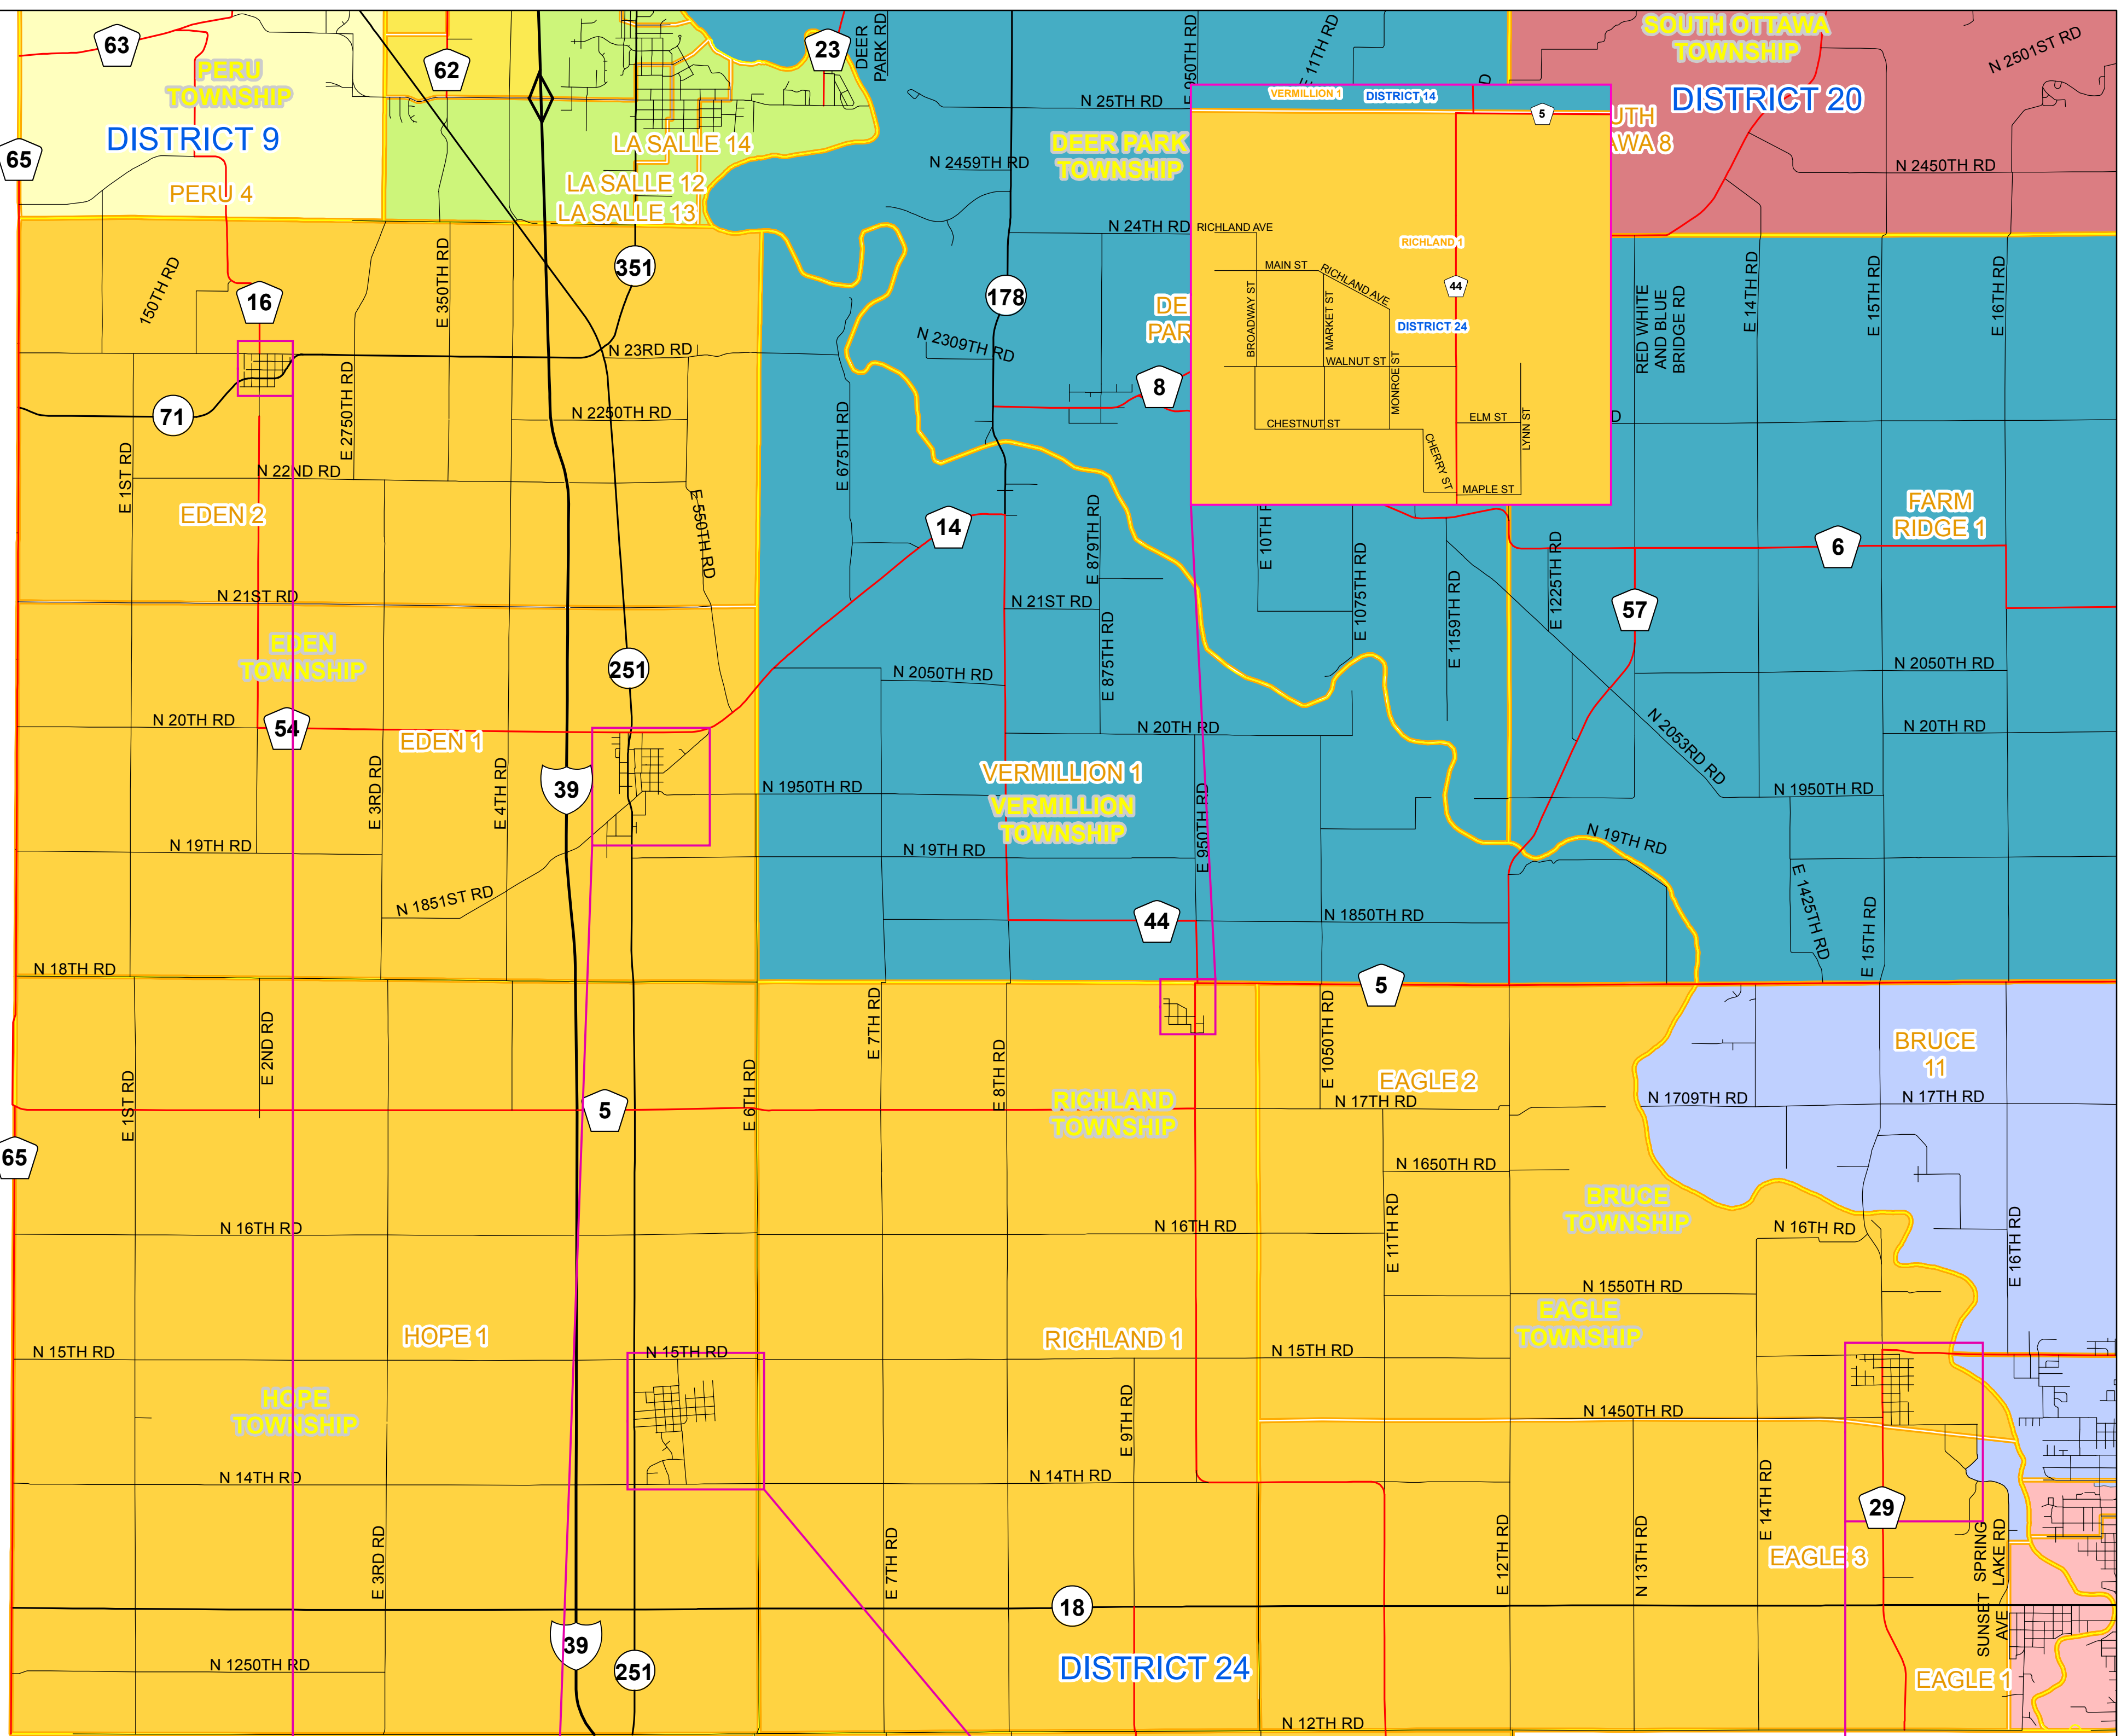 63
62
23
DEER
PARK RD
E 950TH RD
E 11TH RD
SOUTH OTTAWA
TOWNSHIP
DISTRICT 20
N 2501ST RD
PERU
TOWNSHIP
DISTRICT 9
PERU 4
65
LA SALLE 14
LA SALLE 12
LA SALLE 13
N 25TH RD
DEER PARK
TOWNSHIP
N 2459TH RD
N 24TH RD
VERMILLION 1
DISTRICT 14
5
D
UTH
AWA 8
N 2450TH RD
RICHLAND AVE
RICHLAND 1
MAIN ST
RICHLAND AVE
44
BROADWAY ST
MARKET ST
DISTRICT 24
WALNUT ST
MONROE ST
CHESTNUT ST
ELM ST
LYNN ST
CHERRY ST
MAPLE ST
150TH RD
16
E 350TH RD
351
178
DE
PAR
N 2309TH RD
8
N 23RD RD
71
E 2750TH RD
N 2250TH RD
E 1ST RD
N 22ND RD
EDEN 2
E 550TH RD
E 675TH RD
14
E 879TH RD
N 21ST RD
E 875TH RD
RED WHITE
AND BLUE
BRIDGE RD
E 14TH RD
E 15TH RD
E 16TH RD
D
FARM
RIDGE 1
6
E 10TH R
E 1075TH RD
E 1159TH RD
E 1225TH RD
57
N 21ST RD
EDEN
TOWNSHIP
251
N 2050TH RD
N 2050TH RD
N 20TH RD
54
EDEN 1
N 20TH RD
N 2053RD RD
N 20TH RD
E 3RD RD
E 4TH RD
39
N 1950TH RD
VERMILLION 1
VERMILLION
TOWNSHIP
E 950TH RD
N 1950TH RD
N 19TH RD
N 19TH RD
N 19TH RD
N 1851ST RD
44
N 1850TH RD
E 1425TH RD
E 15TH RD
N 18TH RD
5
E 2ND RD
E 1ST RD
5
E 6TH RD
E 7TH RD
E 8TH RD
RICHLAND
TOWNSHIP
E 1050TH RD
EAGLE 2
N 17TH RD
BRUCE
11
N 1709TH RD
N 17TH RD
65
N 1650TH RD
E 11TH RD
BRUCE
TOWNSHIP
N 16TH RD
N 16TH RD
N 16TH RD
E 16TH RD
N 1550TH RD
EAGLE
TOWNSHIP
HOPE 1
RICHLAND 1
N 15TH RD
N 15TH RD
N 15TH RD
HOPE
TOWNSHIP
E 9TH RD
N 1450TH RD
N 14TH RD
N 14TH RD
E 14TH RD
29
E 3RD RD
E 7TH RD
E 12TH RD
N 13TH RD
EAGLE 3
SPRING
LAKE RD
SUNSET
AVE
18
39
251
N 1250TH RD
DISTRICT 24
EAGLE 1
N 12TH RD